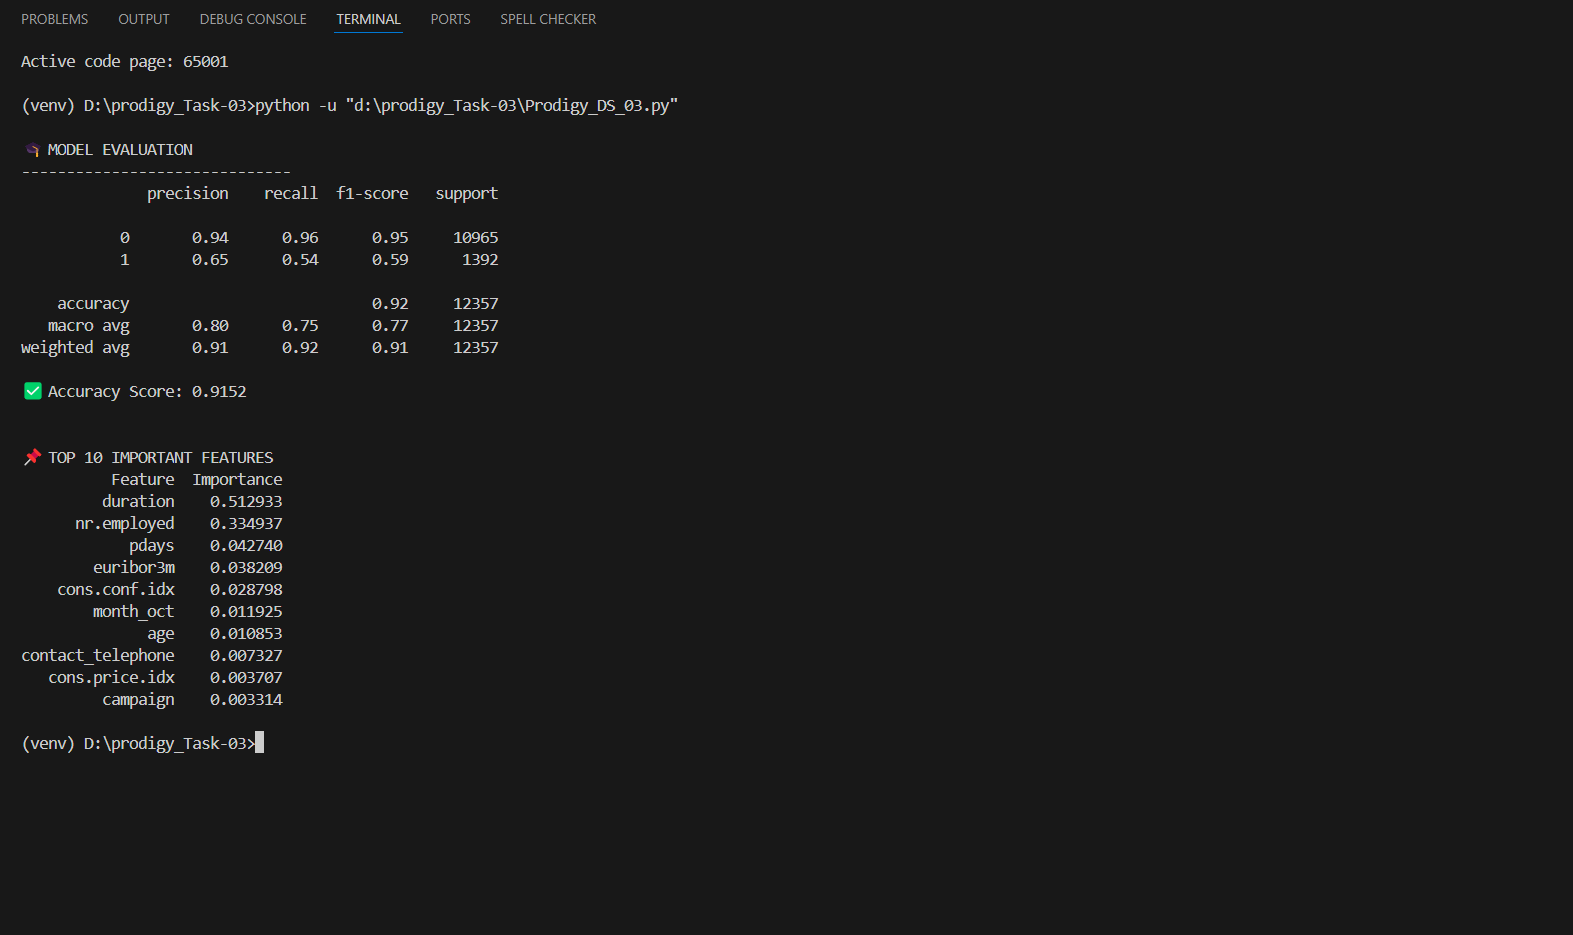 PROBLEMS OUTPUT DEBUG CONSOLE TERMINAL PORTS SPELL CHECKER
Active code page: 65001
(venv) D:\prodigy_Task-03>python -u "d:\prodigy_Task-03\Prodigy_DS_03.py"
MODEL EVALUATION
------------------------------
precision recall f1-score support
0 0.94 0.96 0.95 10965
1 0.65 0.54 0.59 1392
accuracy 0.92 12357
macro avg 0.80 0.75 0.77 12357
weighted avg 0.91 0.92 0.91 12357
✅ Accuracy Score: 0.9152
📌 TOP 10 IMPORTANT FEATURES
Feature Importance
duration 0.512933
nr.employed 0.334937
pdays 0.042740
euribor3m 0.038209
cons.conf.idx 0.028798
month_oct 0.011925
age 0.010853
contact_telephone 0.007327
cons.price.idx 0.003707
campaign 0.003314
(venv) D:\prodigy_Task-03>